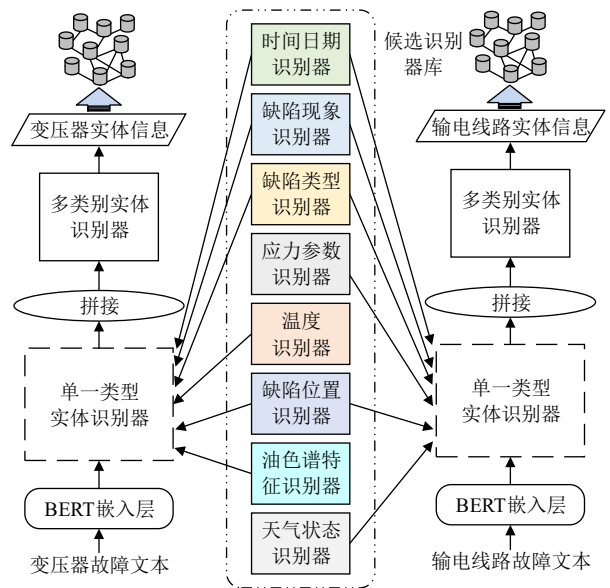 时间日期
识别器
候选识别
器库
缺陷现象
识别器
变压器实体信息
输电线路实体信息
缺陷类型
识别器
多类别实体
识别器
多类别实体
识别器
应力参数
识别器
拼接
拼接
温度
识别器
单一类型
实体识别器
缺陷位置
识别器
单一类型
实体识别器
油色谱特
征识别器
BERT嵌入层
BERT嵌入层
天气状态
识别器
变压器故障文本
输电线路故障文本